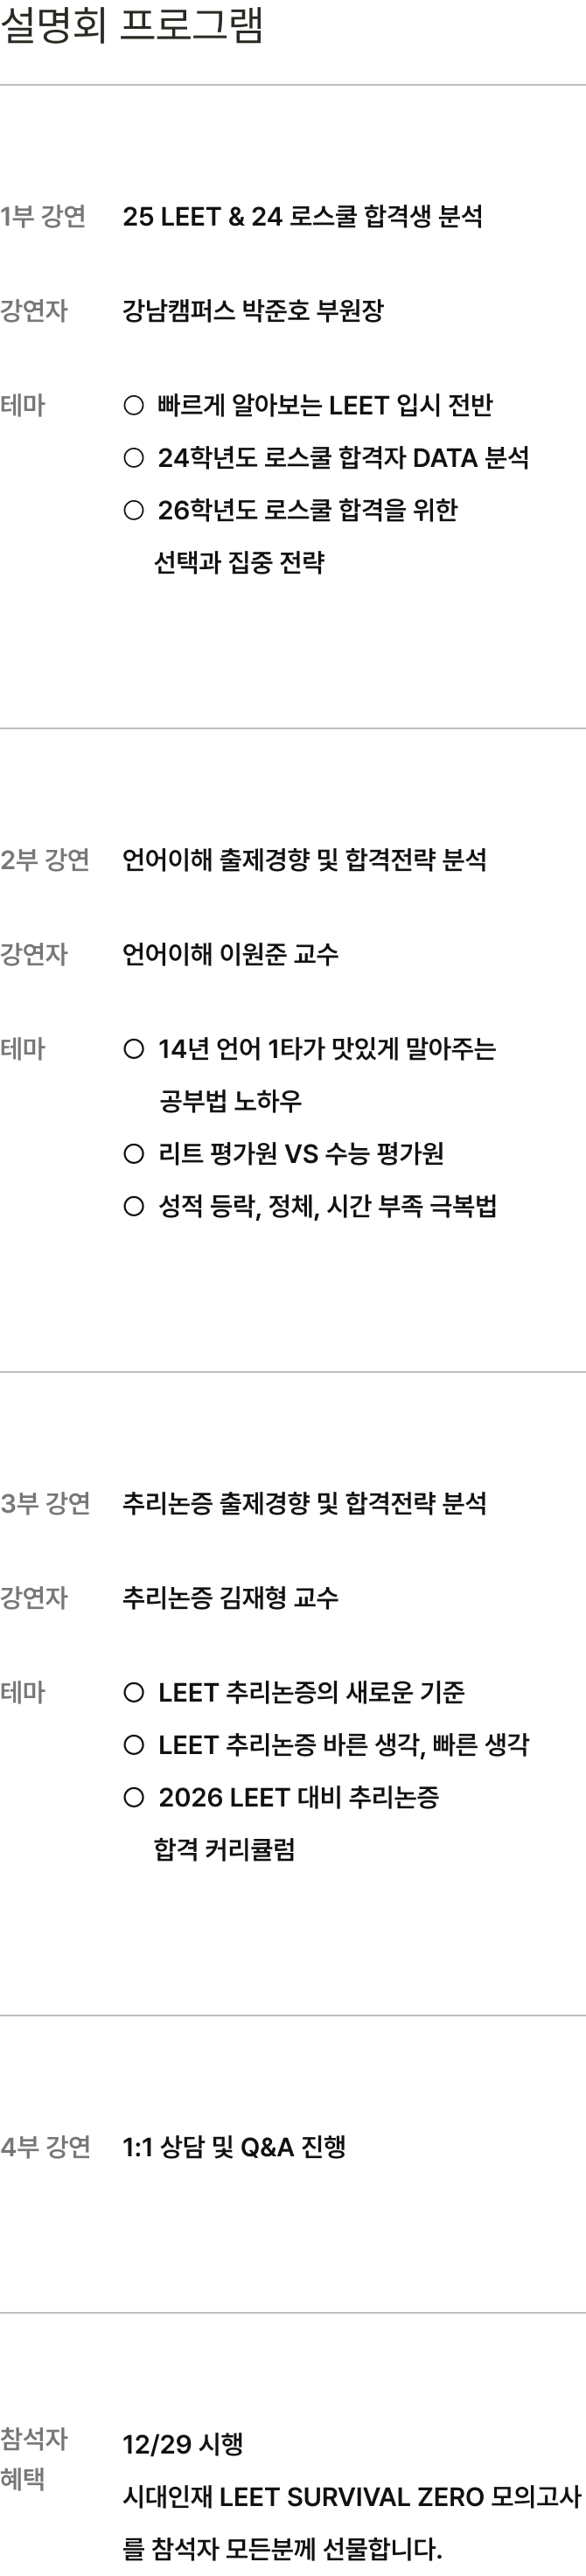 설명회 프로그램
1부 강연 25 LEET & 24 로스쿨 합격생 분석
강연자 강남캠퍼스 박준호 부원장
테마 ○ 빠르게 알아보는 LEET 입시 전반
○ 24학년도 로스쿨 합격자 DATA 분석
○ 26학년도 로스쿨 합격을 위한
선택과 집중 전략
2부 강연 언어이해 출제경향 및 합격전략 분석
강연자 언어이해 이원준 교수
테마 ○ 14년 언어 1타가 맛있게 말아주는
공부법 노하우
○ 리트 평가원 VS 수능 평가원
○ 성적 등락, 정체, 시간 부족 극복법
3부 강연 추리논증 출제경향 및 합격전략 분석
강연자 추리논증 김재형 교수
테마 ○ LEET 추리논증의 새로운 기준
○ LEET 추리논증 바른 생각, 빠른 생각
○ 2026 LEET 대비 추리논증
합격 커리큘럼
4부 강연 1:1 상담 및 Q&A 진행
참석자
혜택
12/29 시행
시대인재 LEET SURVIVAL ZERO 모의고사
를 참석자 모든분께 선물합니다.